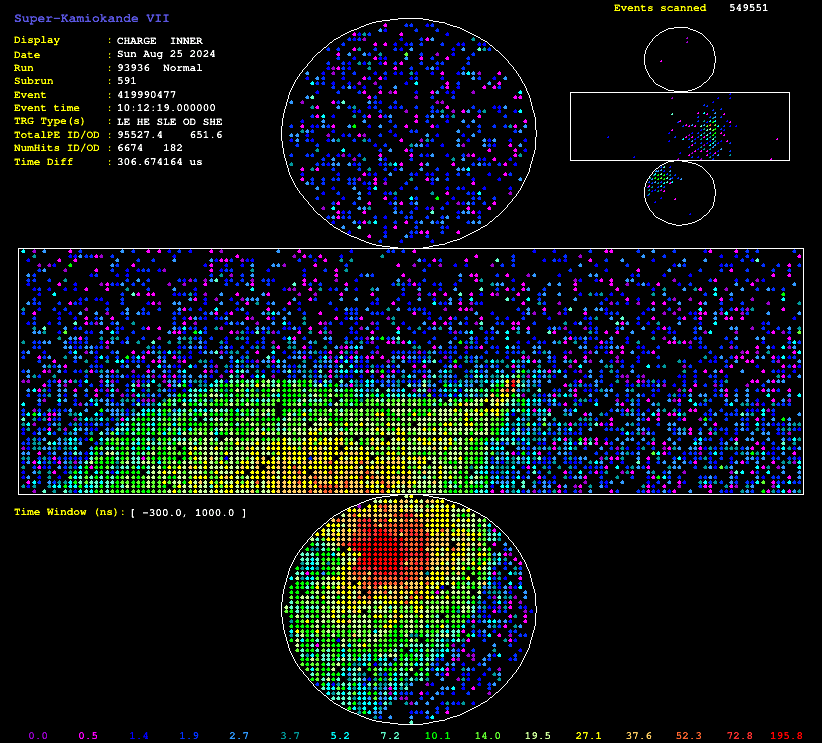 Super-Kamiokande VII
Events scanned 549551
Display : CHARGE INNER
Date : Sun Aug 25 2024
Run : 93936 Normal
Subrun : 591
Event : 419990477
Event time : 10:12:19.000000
TRG Type(s) : LE HE SLE OD SHE
TotalPE ID/OD : 95527.4 651.6
NumHits ID/OD : 6674 182
Time Diff : 306.674164 us
Time Window (ns): [ -300.0, 1000.0 ]
0.0 0.5 1.4 1.9 2.7 3.7 5.2 7.2 10.1 14.0 19.5 27.1 37.6 52.3 72.8 195.8